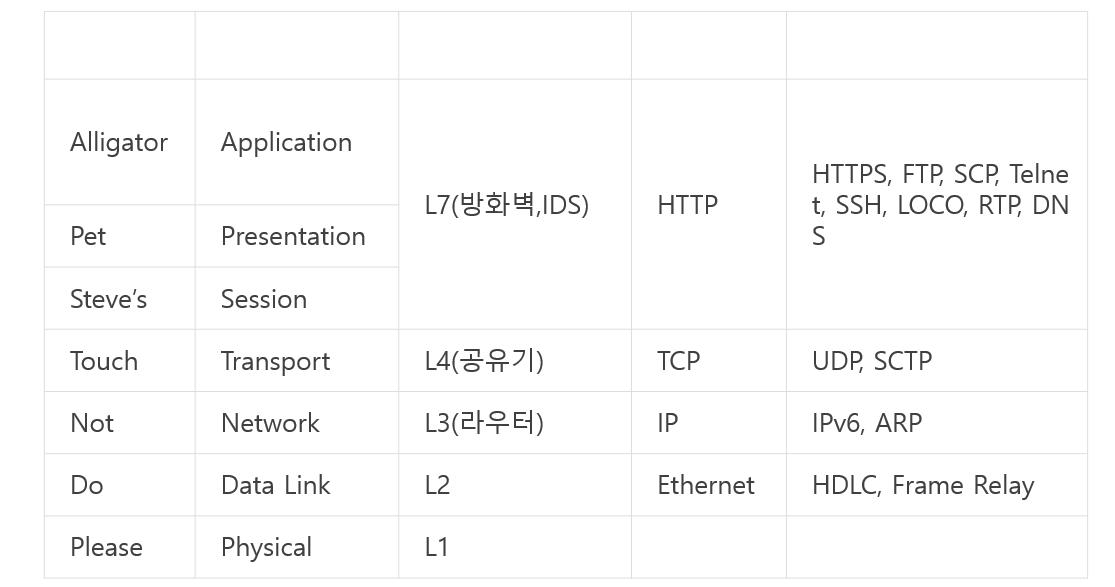 Alligator
Application
L7(방화벽,IDS)
HTTP
HTTPS, FTP, SCP, Telne
t, SSH, LOCO, RTP, DN
S
Pet
Presentation
Steve’s
Session
Touch
Transport
L4(공유기)
TCP
UDP, SCTP
Not
Network
L3(라우터)
IP
IPv6, ARP
Do
Data Link
L2
Ethernet
HDLC, Frame Relay
Please
Physical
L1